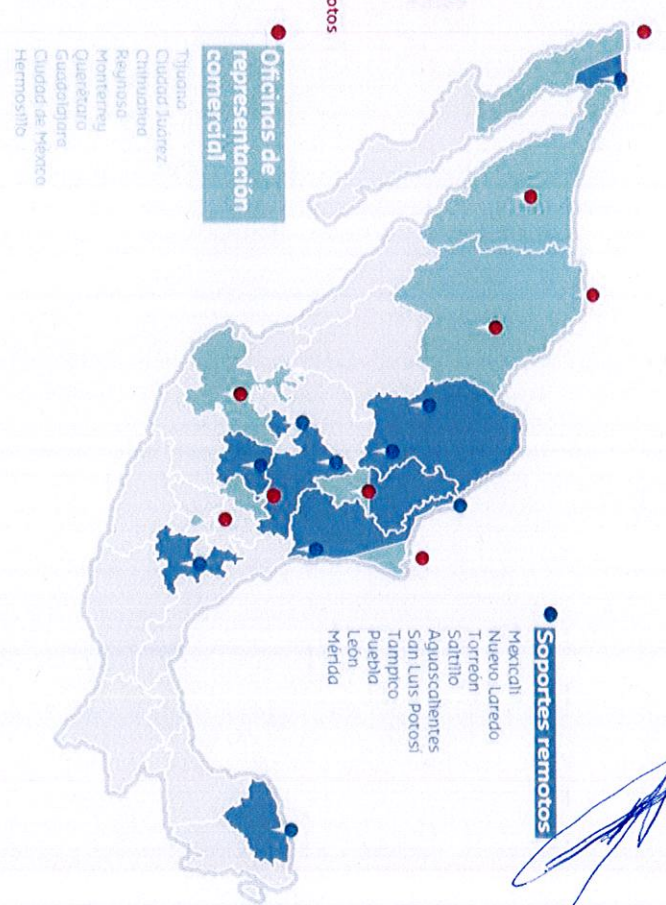 otos
Oficinas de
representación
comercial
Tijuana
Ciudad Juárez
Chihuahua
Reynosa
Monterrey
Querétaro
Guadalajara
Ciudad de México
Hermosillo
Soportes remotos
Mexicali
Nuevo Laredo
Torreón
Saltillo
Aguascalientes
San Luis Potosí
Tampico
Puebla
León
Mérida